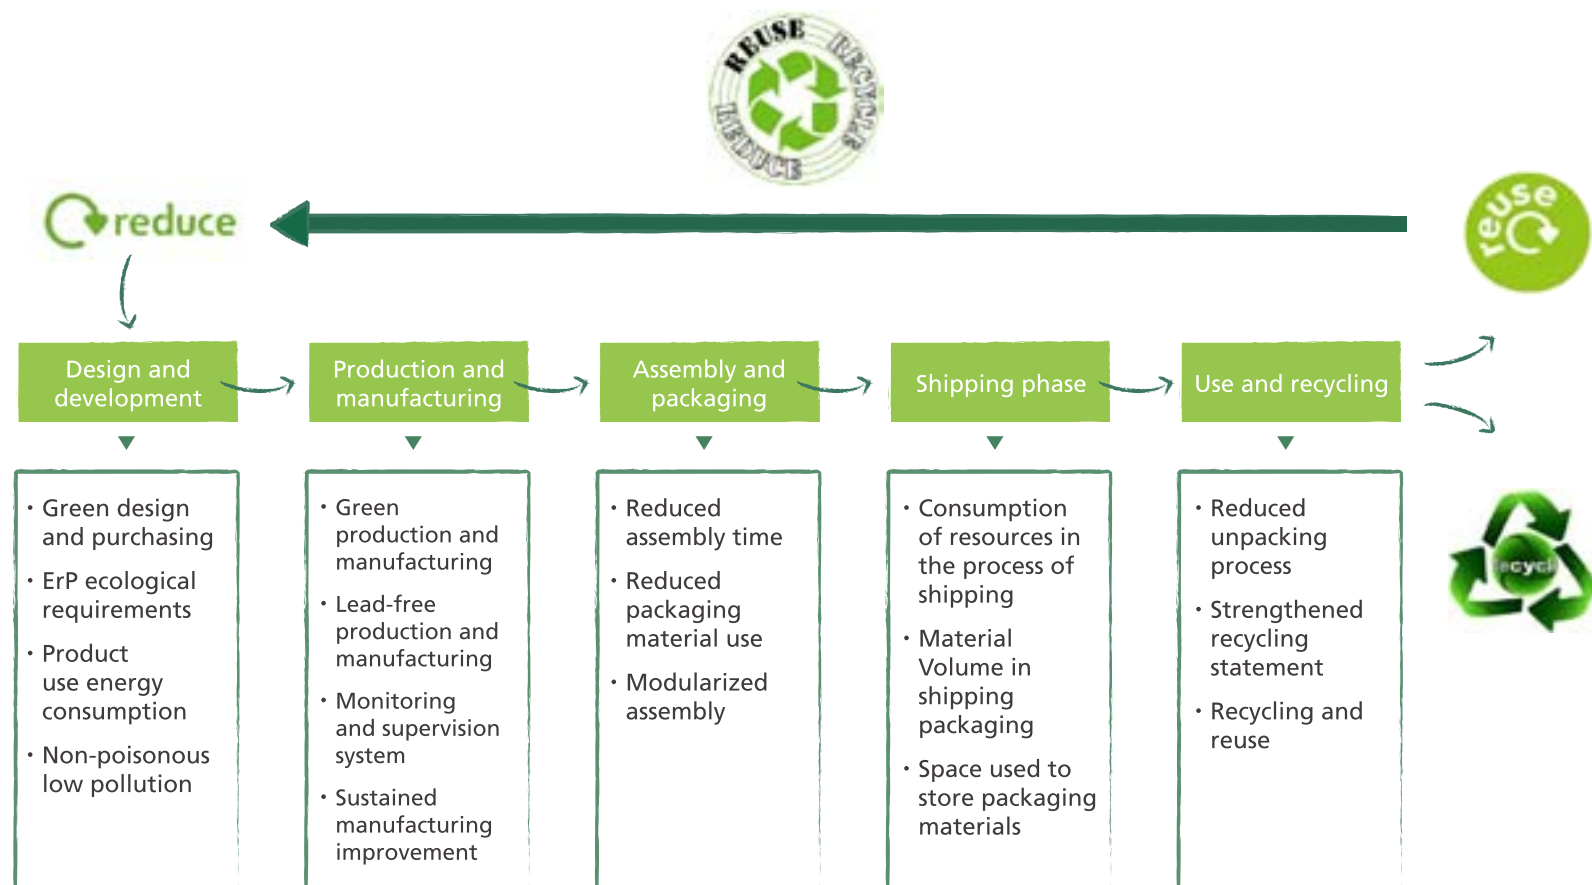 REUSE
RECYCLE
REDUCE
reduce
reuse
Design and
development
Production and
manufacturing
Assembly and
packaging
Shipping phase
Use and recycling
· Green design
and purchasing
· ErP ecological
requirements
· Product
use energy
consumption
· Non-poisonous
low pollution
· Green
production and
manufacturing
· Lead-free
production and
manufacturing
· Monitoring
and supervision
system
· Sustained
manufacturing
improvement
· Reduced
assembly time
· Reduced
packaging
material use
· Modularized
assembly
· Consumption
of resources in
the process of
shipping
· Material
Volume in
shipping
packaging
· Space used to
store packaging
materials
· Reduced
unpacking
process
· Strengthened
recycling
statement
· Recycling and
reuse